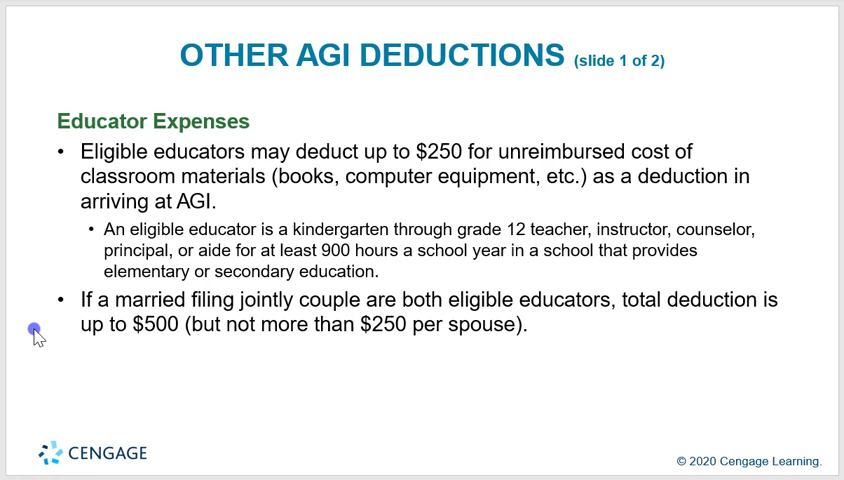 OTHER AGI DEDUCTIONS (slide 1 of 2)
Educator Expenses
• Eligible educators may deduct up to $250 for unreimbursed cost of
classroom materials (books, computer equipment, etc.) as a deduction in
arriving at AGI.
• An eligible educator is a kindergarten through grade 12 teacher, instructor, counselor,
principal, or aide for at least 900 hours a school year in a school that provides
elementary or secondary education.
• If a married filing jointly couple are both eligible educators, total deduction is
up to $500 (but not more than $250 per spouse).
CENGAGE
© 2020 Cengage Learning.